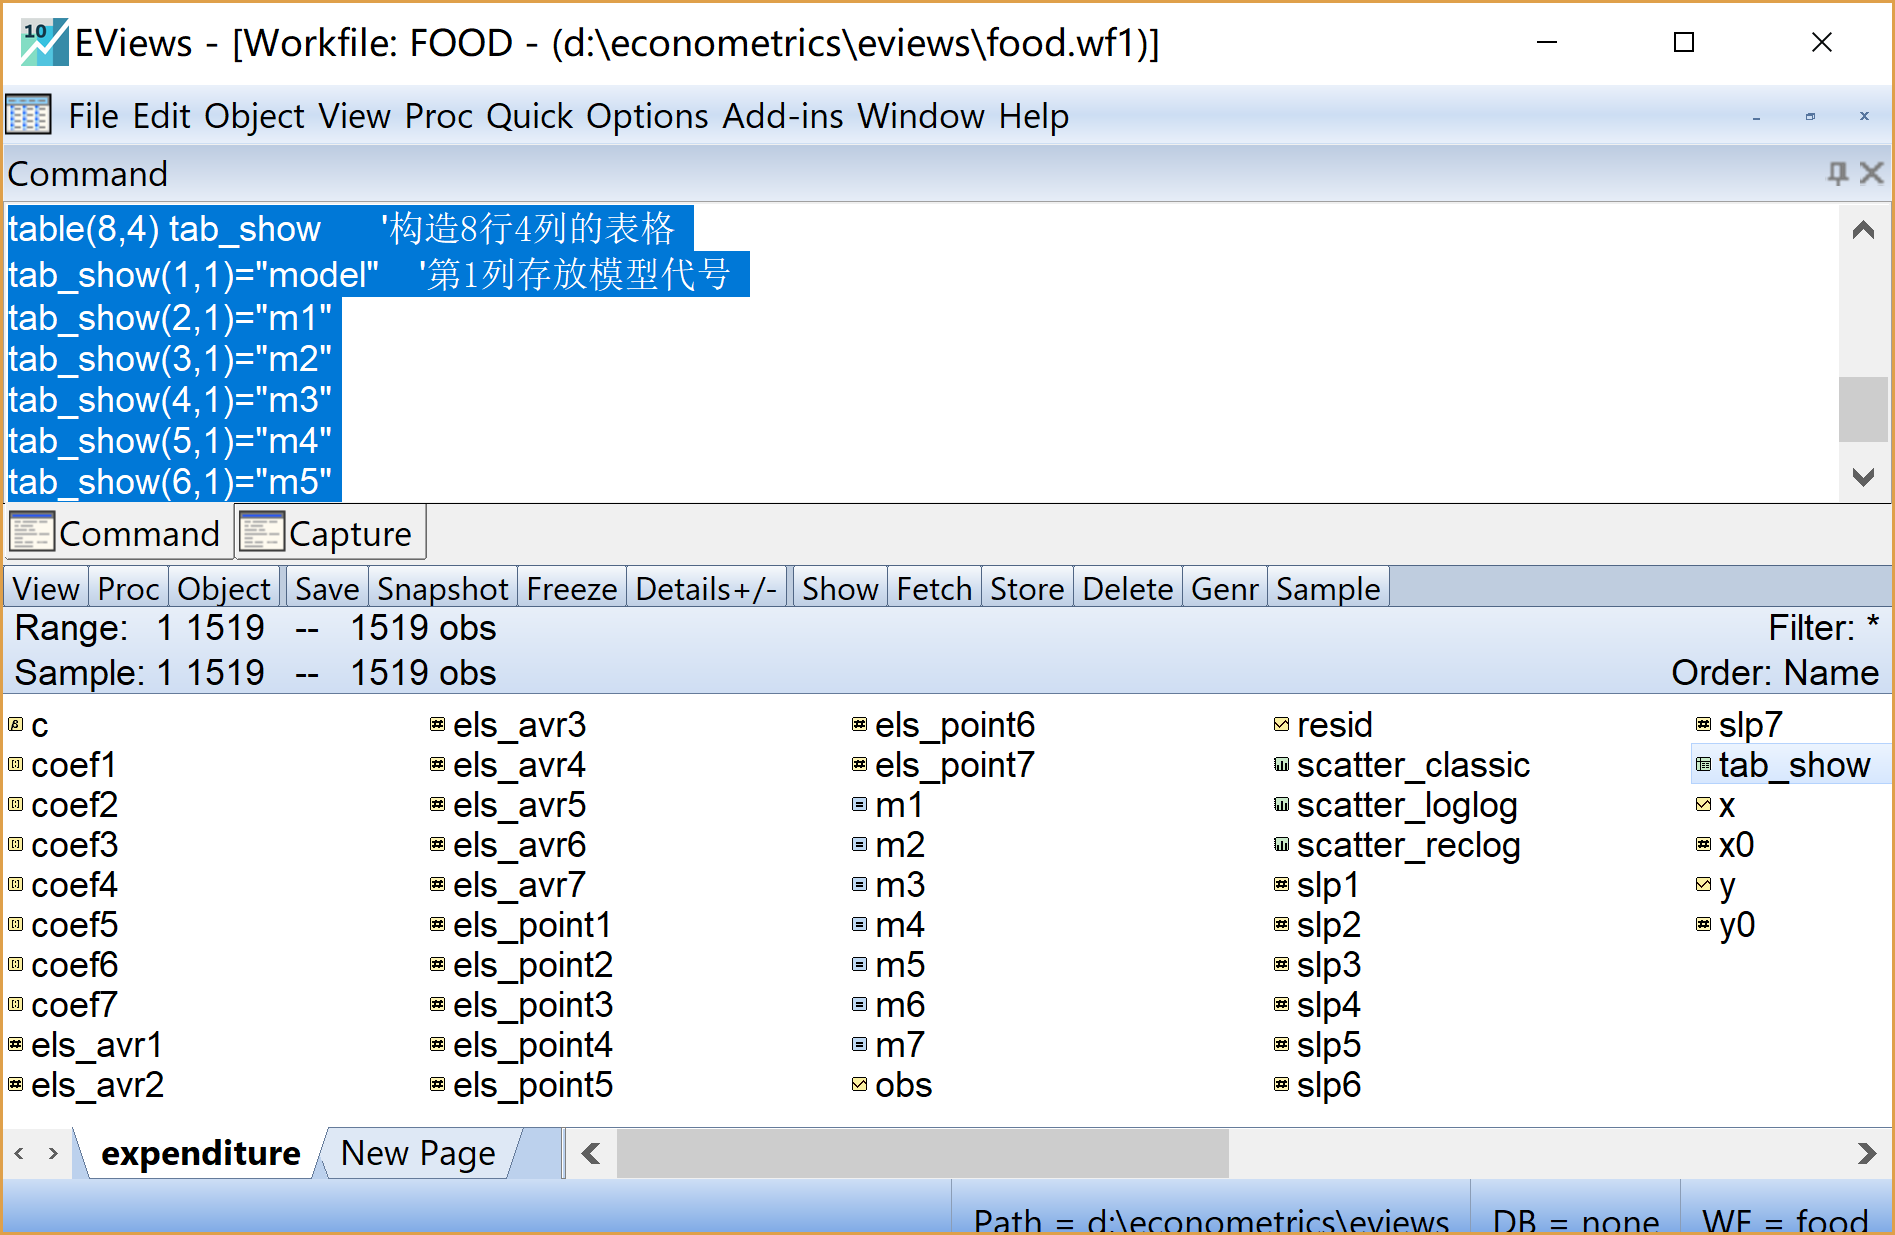 10 EViews - [Workfile: FOOD - (d:\econometrics\eviews\food.wf1)]
File Edit Object View Proc Quick Options Add-ins Window Help
Command
table(8,4) tab_show '构造8行4列的表格
tab_show(1,1)="model" '第1列存放模型代号
tab_show(2,1)="m1"
tab_show(3,1)="m2"
tab_show(4,1)="m3"
tab_show(5,1)="m4"
tab_show(6,1)="m5"
Command Capture
View Proc Object Save Snapshot Freeze Details+/- Show Fetch Store Delete Genr Sample
Range: 1 1519 -- 1519 obs Filter: *
Sample: 1 1519 -- 1519 obs Order: Name
c els_avr3 els_point6 resid slp7
coef1 els_avr4 els_point7 scatter_classic tab_show
coef2 els_avr5 m1 scatter_loglog x
coef3 els_avr6 m2 scatter_reclog x0
coef4 els_avr7 m3 slp1 y
coef5 els_point1 m4 slp2 y0
coef6 els_point2 m5 slp3
coef7 els_point3 m6 slp4
els_avr1 els_point4 m7 slp5
els_avr2 els_point5 obs slp6
expenditure New Page
Path = d:\econometrics\eviews DB = none WF = food